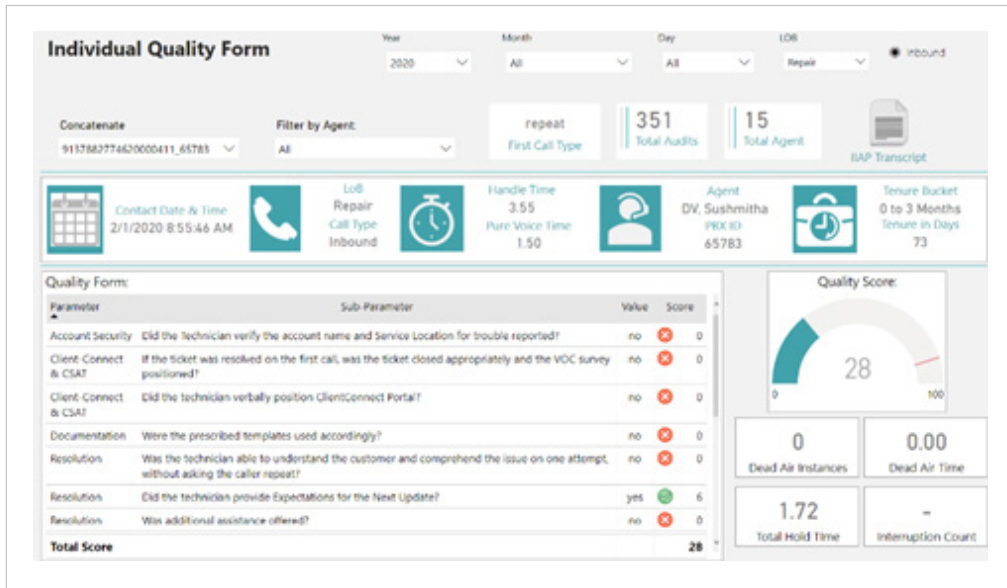 Individual Quality Form
Year
Month
Day
LOB
2020
All
All
Repair
Inbound
Concatenate
Filter by Agent:
9137882774620000411_65783
All
repeat
First Call Type
351
Total Audits
15
Total Agent
IIAP Transcript
Contact Date & Time
2/1/2020 8:55:46 AM
LoB
Repair
Call Type
Inbound
Handle Time
3.55
Pure Voice Time
1.50
Agent
DV, Sushmitha
PBX ID
65783
Tenure Bucket
0 to 3 Months
Tenure in Days
73
Quality Form:
Parameter Sub-Parameter Value Score
Account Security Did the Technician verify the account name and Service Location for trouble reported? no 0
Client-Connect If the ticket was resolved on the first call, was the ticket closed appropriately and the VOC survey no 0
& CSAT positioned?
Client-Connect Did the technician verbally position ClientConnect Portal? no 0
& CSAT
Documentation Were the prescribed templates used accordingly? no 0
Resolution Was the technician able to understand the customer and comprehend the issue on one attempt, no 0
without asking the caller repeat?
Resolution Did the technician provide Expectations for the Next Update? yes 6
Resolution Was additional assistance offered? no 0
Total Score 28
Quality Score:
28
0 100
0
Dead Air Instances
0.00
Dead Air Time
1.72
Total Hold Time
-
Interruption Count